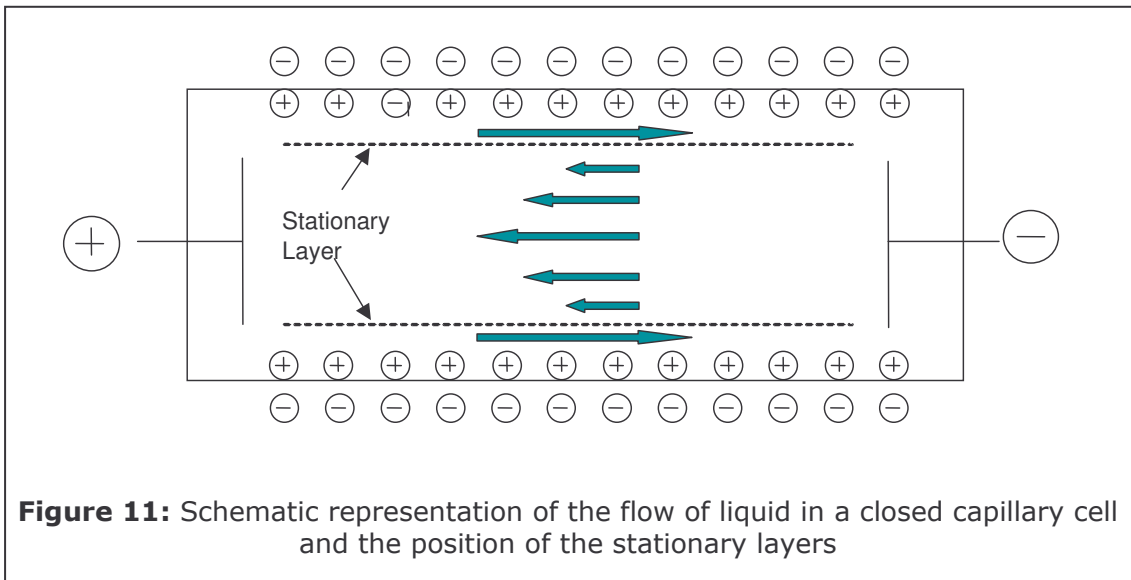 − − − − − − − − − − − −
+ + − + + + + + + + + +
Stationary
Layer
+ −
+ + + + + + + + + + + +
− − − − − − − − − − − −
Figure 11: Schematic representation of the flow of liquid in a closed capillary cell
and the position of the stationary layers